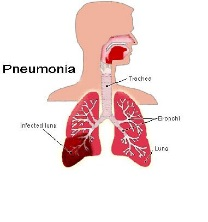 Pneumonia
Trachea
Bronchi
Infected lung
Lung